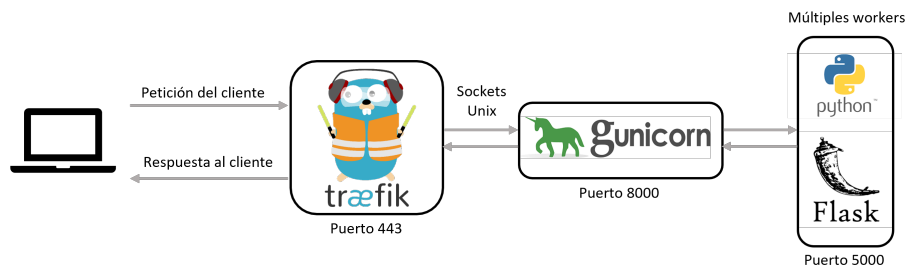 Múltiples workers
Petición del cliente
Respuesta al cliente
træfik
Puerto 443
Sockets
Unix
gunicorn
Puerto 8000
python™
Flask
Puerto 5000